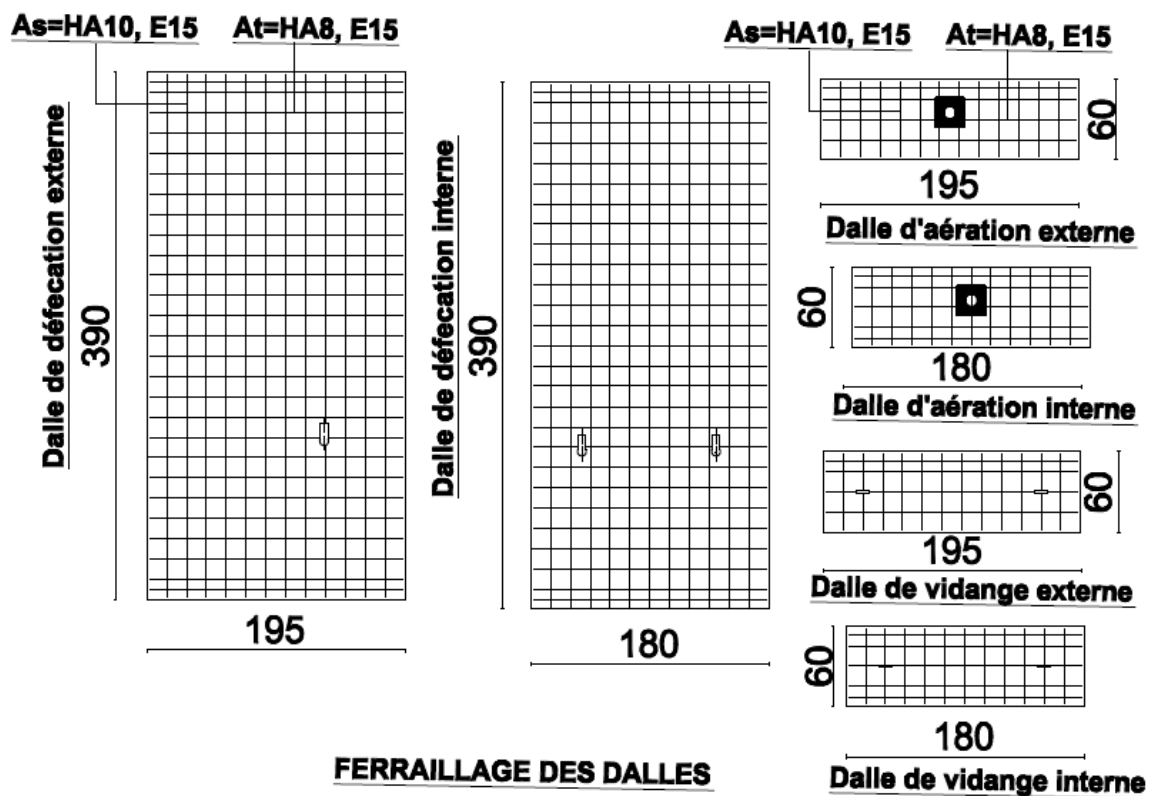 As=HA10, E15
At=HA8, E15
Dalle de défecation externe
390
195
Dalle de défecation interne
390
180
As=HA10, E15
At=HA8, E15
60
195
Dalle d'aération externe
60
180
Dalle d'aération interne
60
195
Dalle de vidange externe
60
180
Dalle de vidange interne
FERRAILLAGE DES DALLES